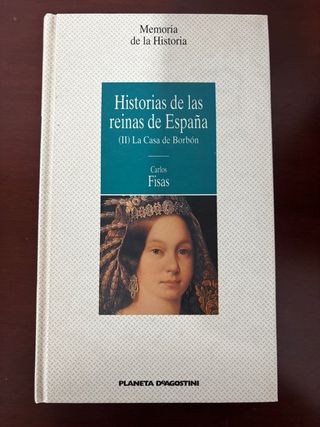 Memoria
de la Historia
Historias de las
reinas de España
(II) La Casa de Borbón
Carlos
Fisas
PLANETA DEAGOSTINI